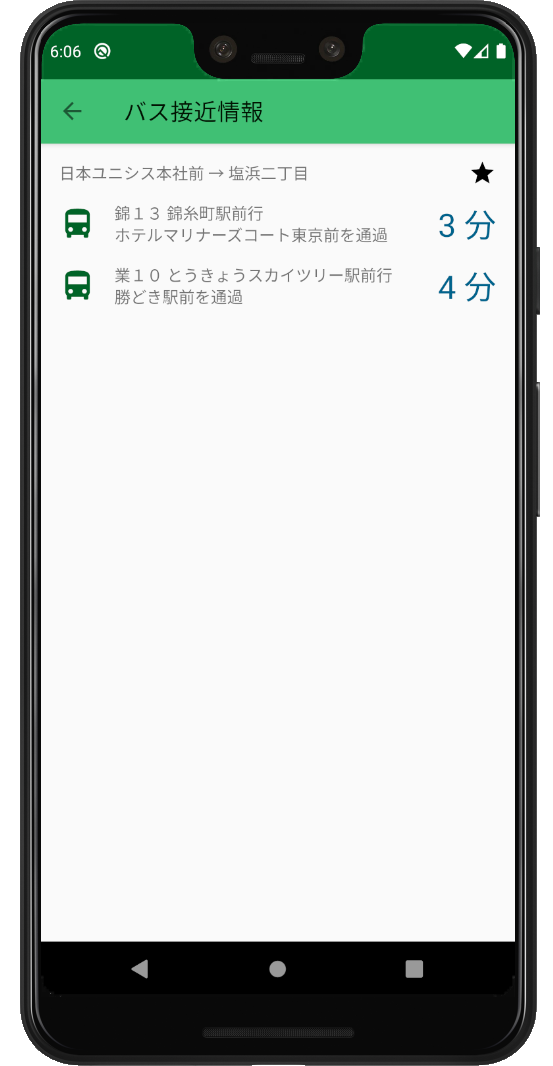 6:06
バス接近情報
日本ユニシス本社前 → 塩浜二丁目
錦１３ 錦糸町駅前行
ホテルマリナーズコート東京前を通過
3 分
業１０ とうきょうスカイツリー駅前行
勝どき駅前を通過
4 分